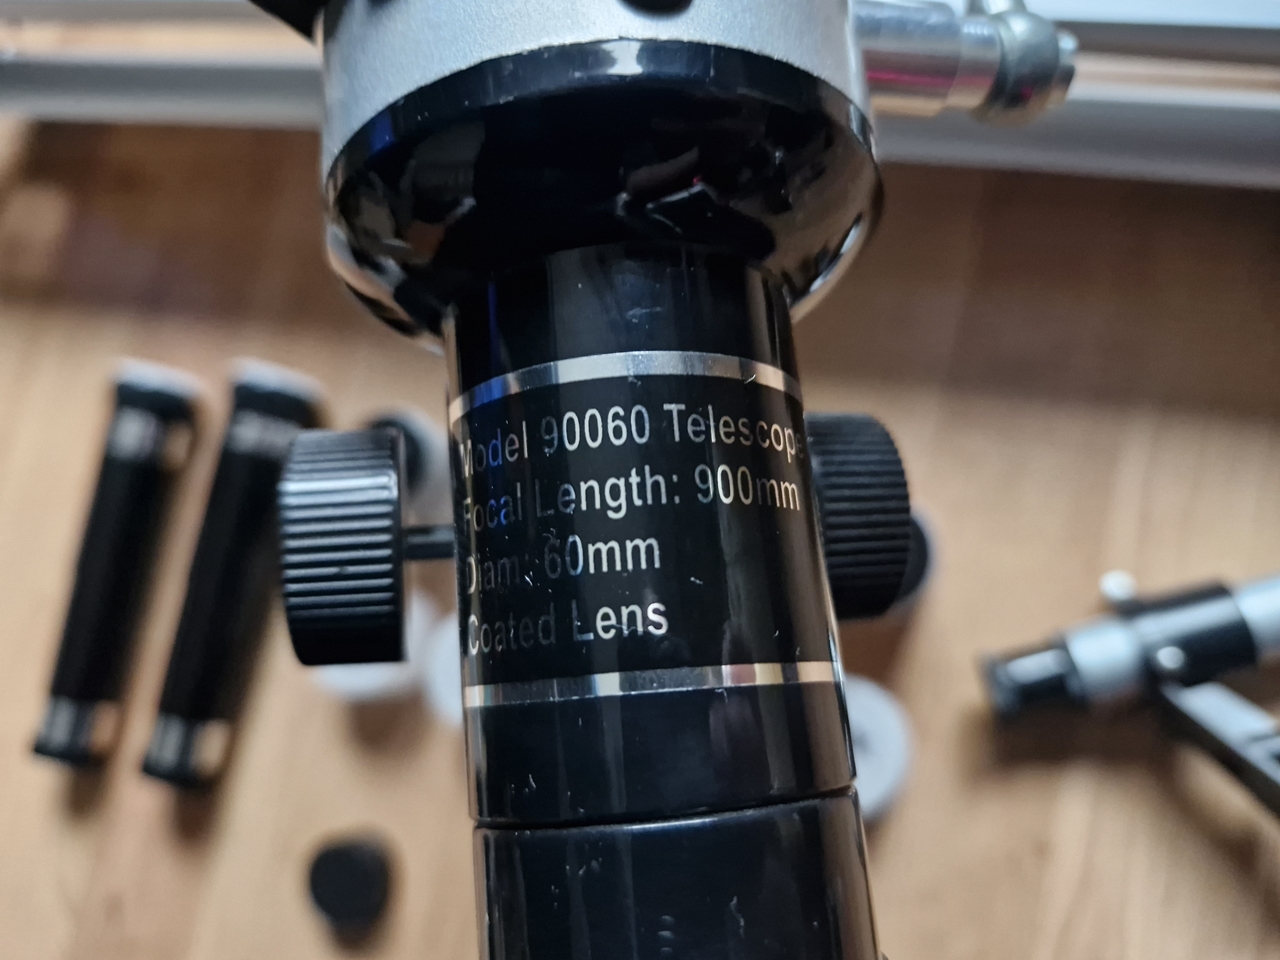 Model 90060 Telescope
Focal Length: 900mm
Diam: 60mm
Coated Lens